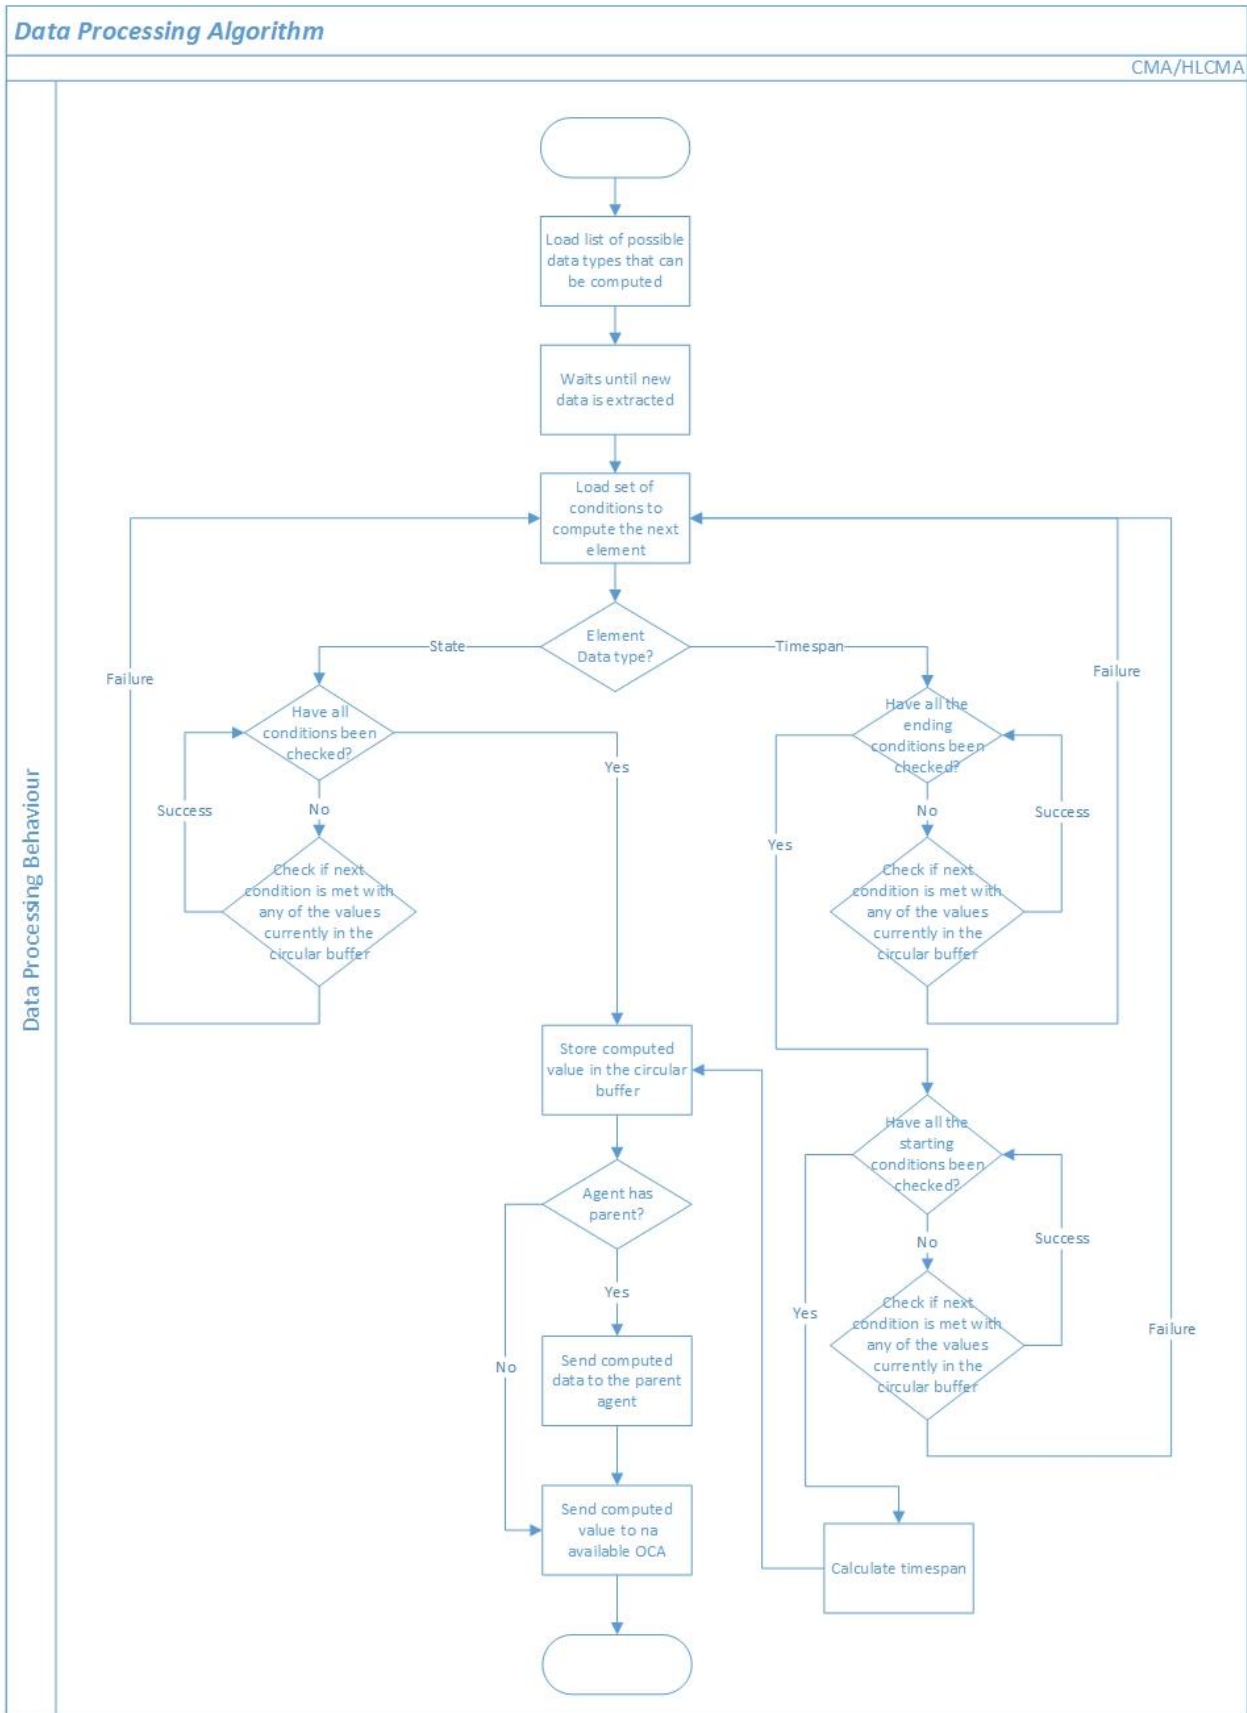 Data Processing Algorithm
CMA/HLCMA
Data Processing Behaviour
Load list of possible
data types that can
be computed
Waits until new
data is extracted
Load set of
conditions to
compute the next
element
Element
Data type?
State
Timespan
Failure
Failure
Have all
conditions been
checked?
Have all the
ending
conditions been
checked?
Yes
Success
No
No
Success
Yes
Check if next
condition is met with
any of the values
currently in the
circular buffer
Check if next
condition is met with
any of the values
currently in the
circular buffer
Store computed
value in the circular
buffer
Have all the
starting
conditions been
checked?
Agent has
parent?
No
Success
Yes
Yes
Check if next
condition is met with
any of the values
currently in the
circular buffer
Failure
No
Send computed
data to the parent
agent
Send computed
value to na
available OCA
Calculate timespan